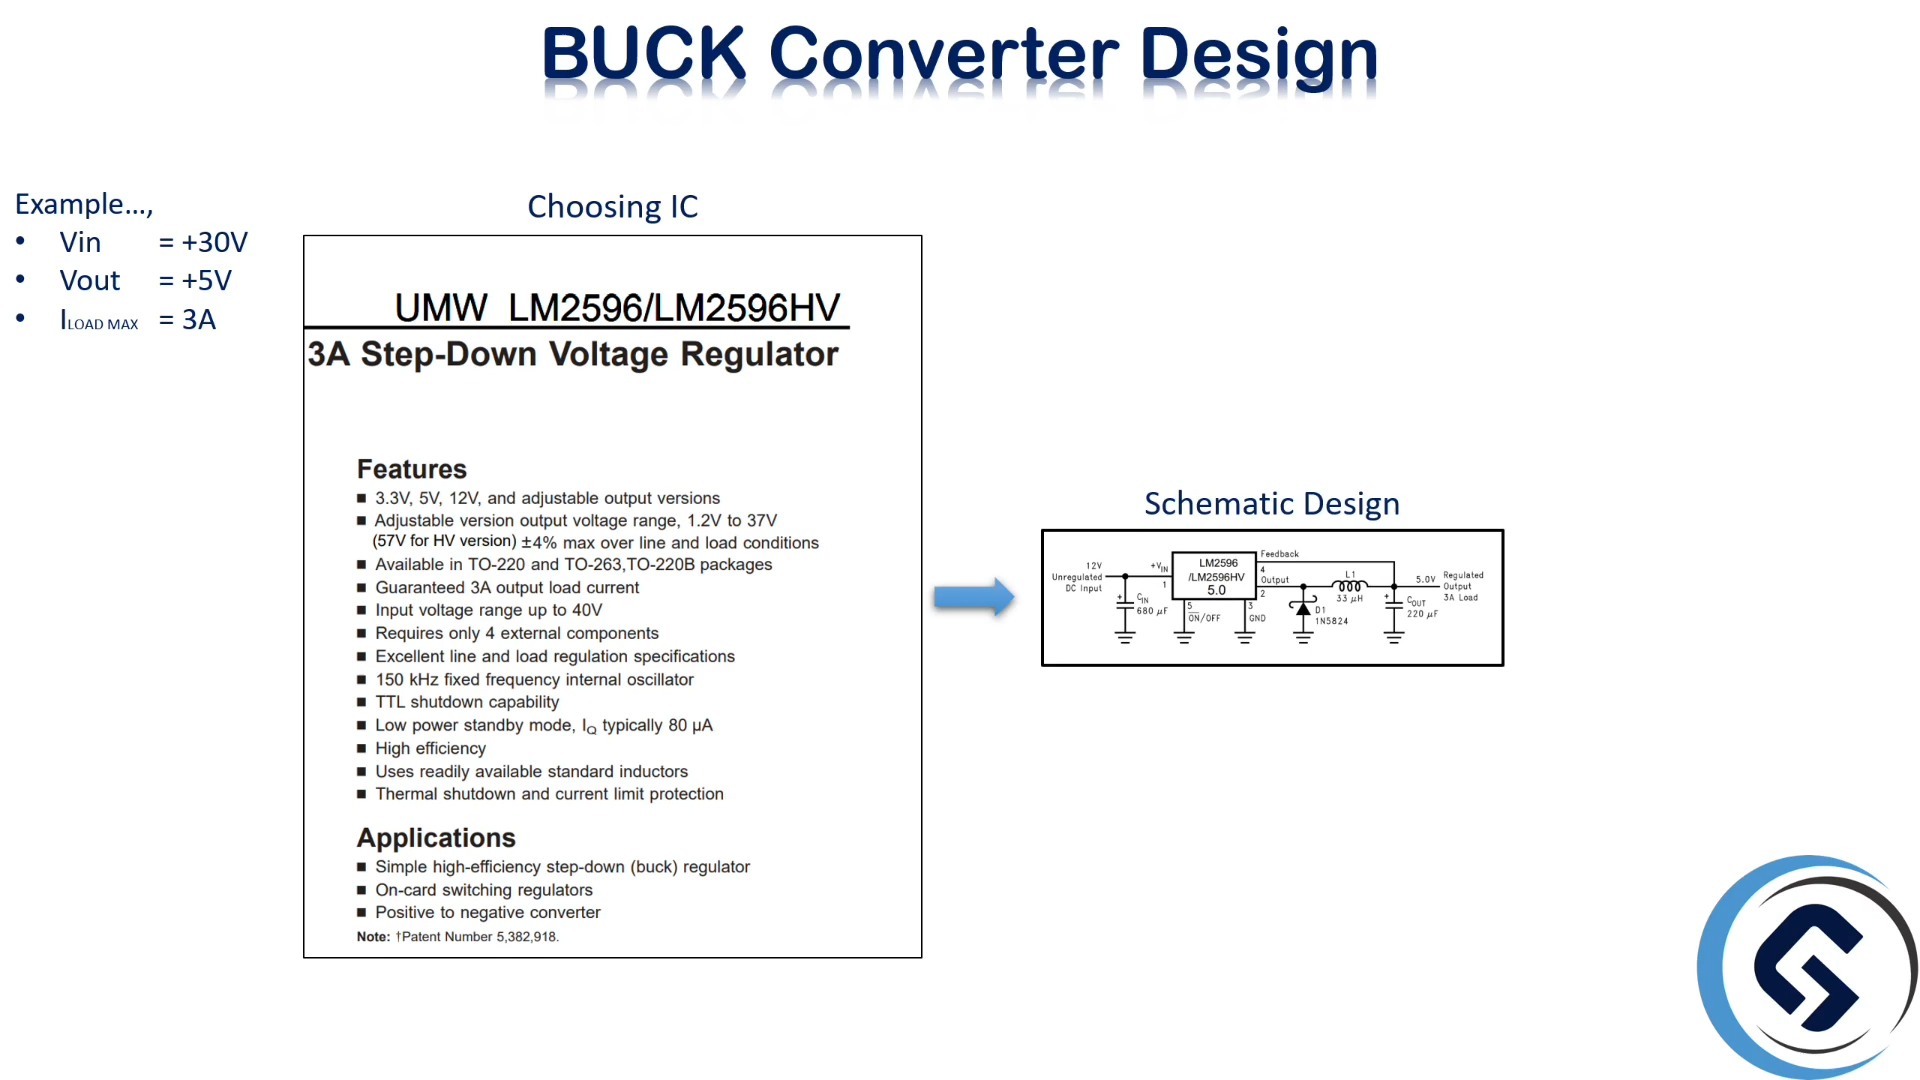 BUCK Converter Design
Example...,
• Vin = +30V
• Vout = +5V
• ILOAD MAX = 3A
Choosing IC
UMW LM2596/LM2596HV
3A Step-Down Voltage Regulator
Features
■ 3.3V, 5V, 12V, and adjustable output versions
■ Adjustable version output voltage range, 1.2V to 37V
(57V for HV version) ±4% max over line and load conditions
■ Available in TO-220 and TO-263,TO-220B packages
■ Guaranteed 3A output load current
■ Input voltage range up to 40V
■ Requires only 4 external components
■ Excellent line and load regulation specifications
■ 150 kHz fixed frequency internal oscillator
■ TTL shutdown capability
■ Low power standby mode, IQ typically 80 μA
■ High efficiency
■ Uses readily available standard inductors
■ Thermal shutdown and current limit protection
Applications
■ Simple high-efficiency step-down (buck) regulator
■ On-card switching regulators
■ Positive to negative converter
Note: †Patent Number 5,382,918.
Schematic Design
12V
Unregulated
DC Input
+VIN
1
+
CIN
680 μF
LM2596
/LM2596HV
5.0
Feedback
4
Output
2
5
ON/OFF
3
GND
D1
1N5824
L1
33 μH
+
COUT
220 μF
5.0V
Regulated
Output
3A Load